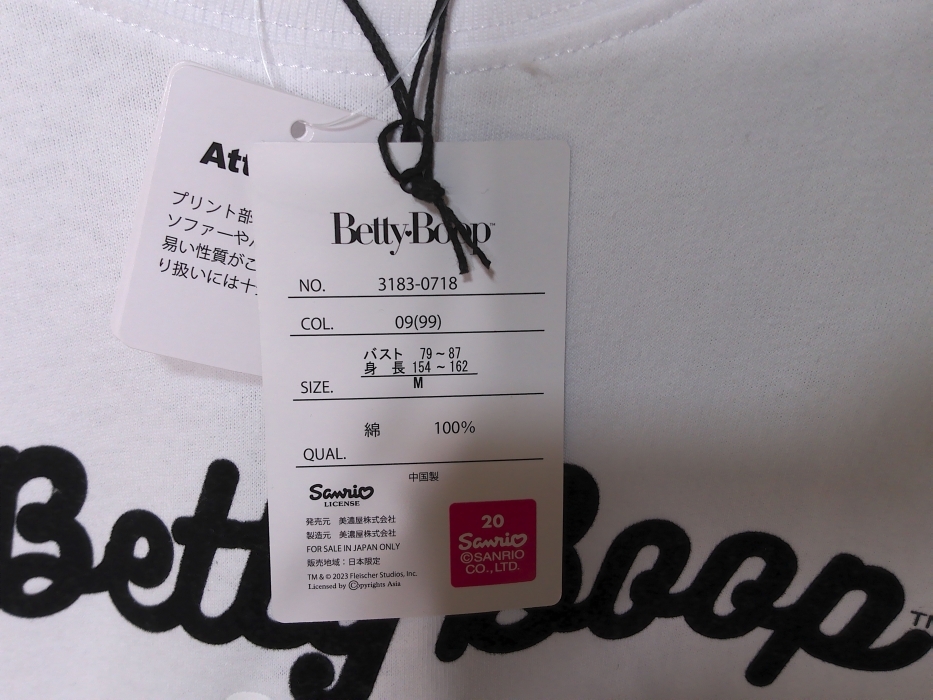 Att
プリント部
ソファーや
易い性質がご
り扱いには十
Betty Boop™
NO. 3183-0718
COL. 09(99)
バスト 79～87
身 長 154～162
SIZE. M
綿 100%
QUAL.
中国製
Sanrio
LICENSE
発売元 美濃屋株式会社
製造元 美濃屋株式会社
FOR SALE IN JAPAN ONLY
販売地域：日本限定
TM & © 2023 Fleischer Studios, Inc.
Licensed by Copyrights Asia
20
Sanrio
©SANRIO
CO., LTD.
Betty Boop™